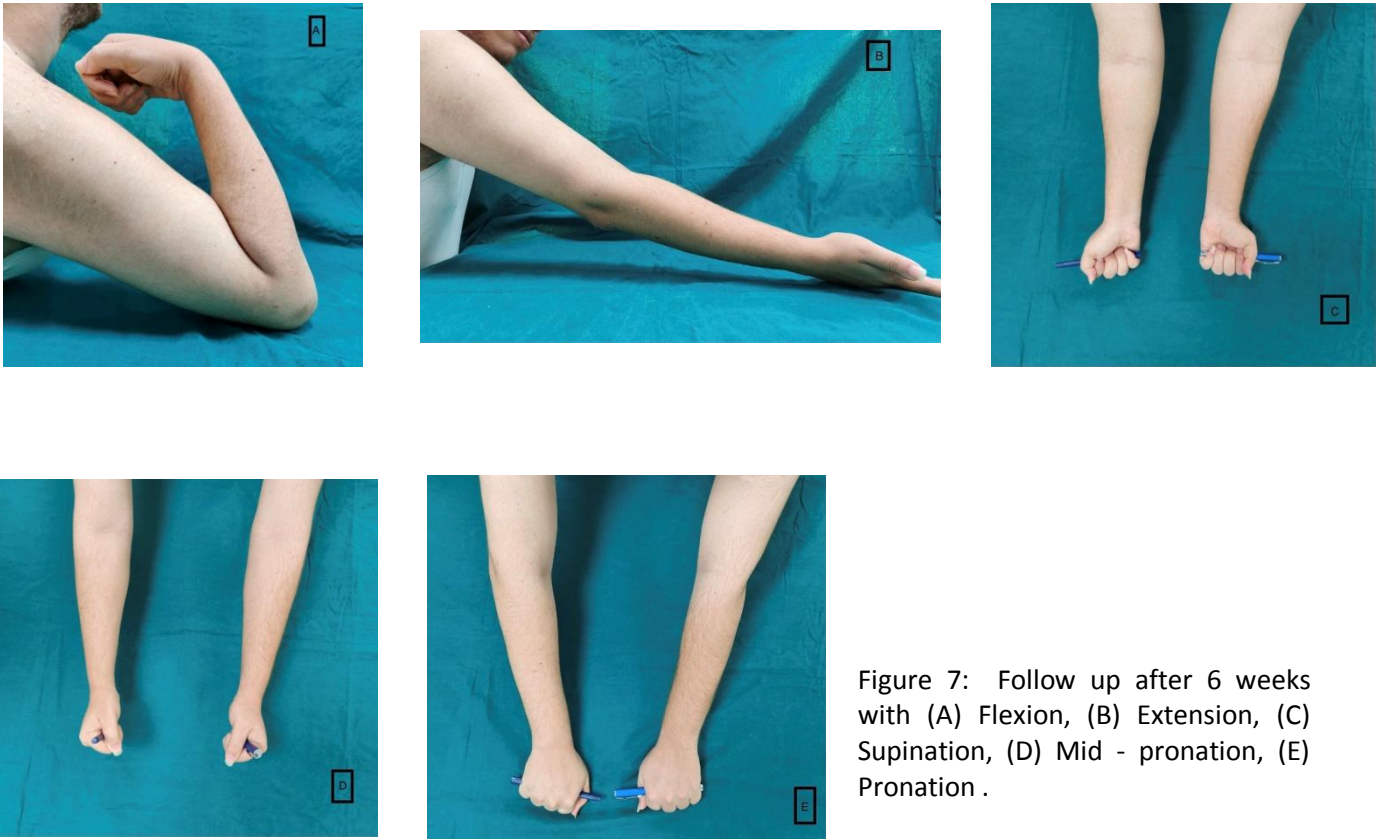 A
B
C
D
E
Figure 7: Follow up after 6 weeks
with (A) Flexion, (B) Extension, (C)
Supination, (D) Mid - pronation, (E)
Pronation .